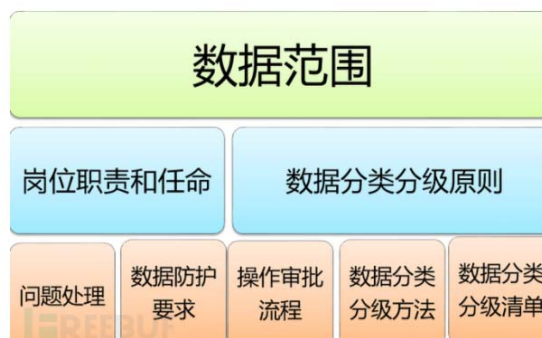 数据范围
岗位职责和任命
数据分类分级原则
问题处理
数据防护
要求
操作审批
流程
数据分类
分级方法
数据分类
分级清单
FREEBUF